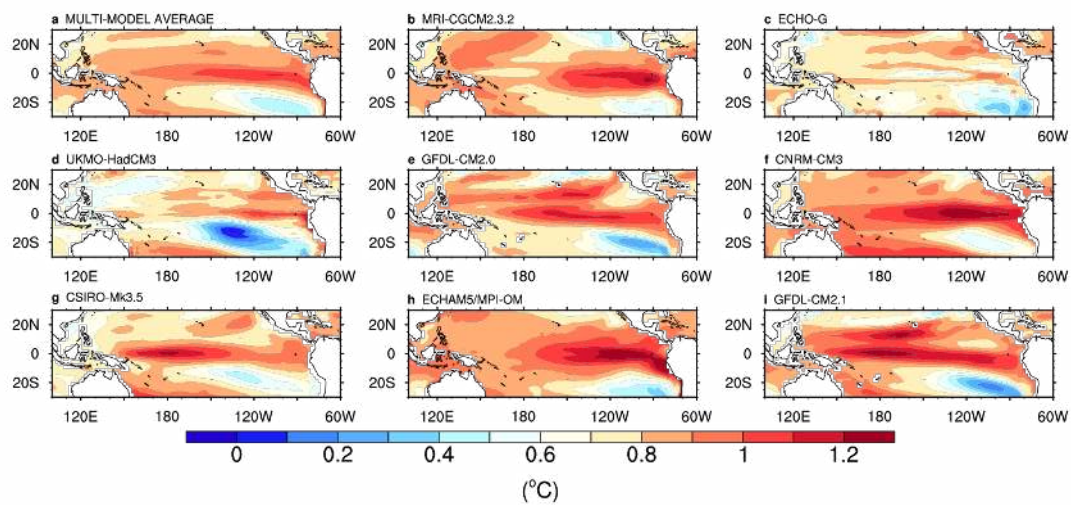 a MULTI-MODEL AVERAGE
b MRI-CGCM2.3.2
c ECHO-G
20N
0
20S
20N
0
20S
20N
0
20S
120E 180 120W 60W
120E 180 120W 60W
120E 180 120W 60W
d UKMO-HadCM3
e GFDL-CM2.0
f CNRM-CM3
20N
0
20S
20N
0
20S
20N
0
20S
120E 180 120W 60W
120E 180 120W 60W
120E 180 120W 60W
g CSIRO-Mk3.5
h ECHAM5/MPI-OM
i GFDL-CM2.1
20N
0
20S
20N
0
20S
20N
0
20S
120E 180 120W 60W
120E 180 120W 60W
120E 180 120W 60W
0 0.2 0.4 0.6 0.8 1 1.2
(°C)